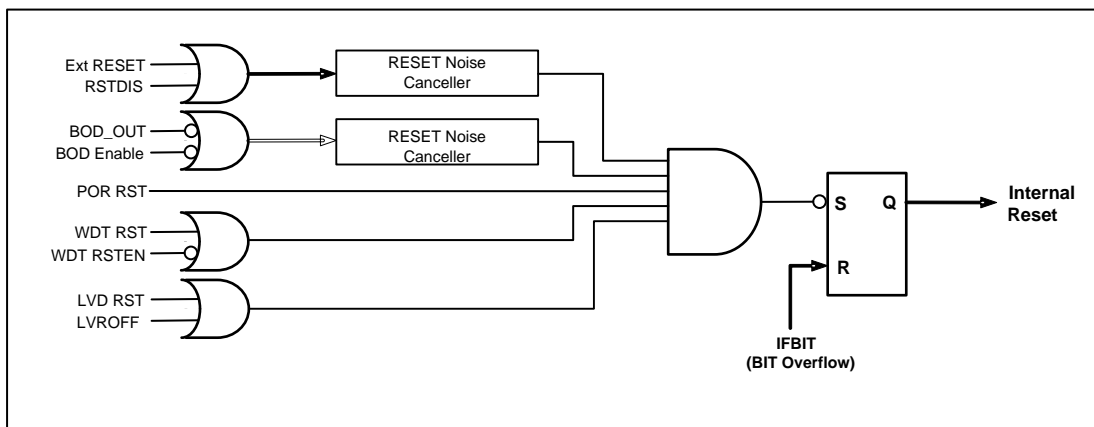 Ext RESET
RSTDIS
RESET Noise
Canceller
BOD_OUT
BOD Enable
RESET Noise
Canceller
POR RST
WDT RST
WDT RSTEN
LVD RST
LVROFF
S
Q
R
Internal
Reset
IFBIT
(BIT Overflow)